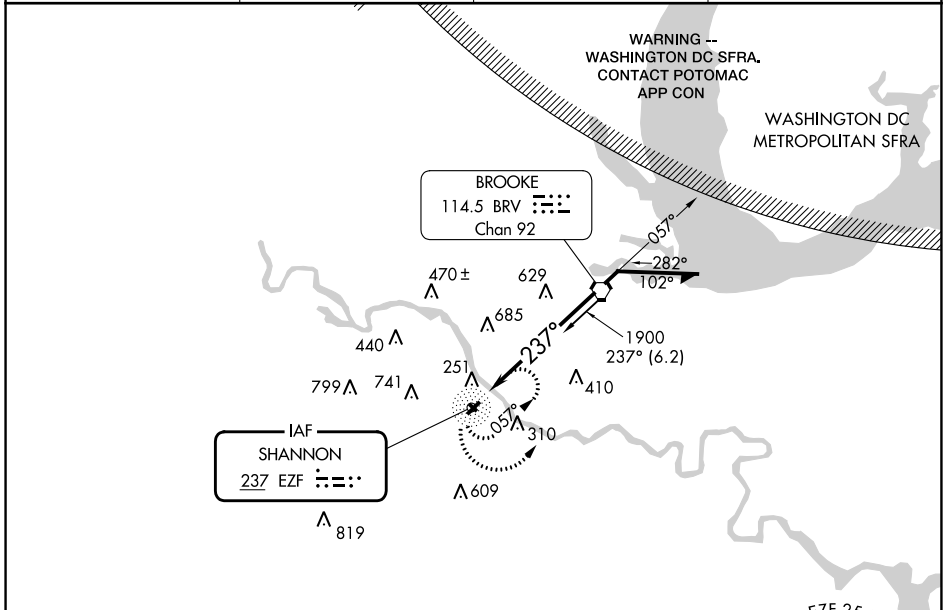 WARNING --
WASHINGTON DC SFRA.
CONTACT POTOMAC
APP CON
WASHINGTON DC
METROPOLITAN SFRA
BROOKE
114.5 BRV
Chan 92
057°
282°
102°
470 ±
629
685
237°
1900
237° (6.2)
440
251
799
741
410
057°
310
IAF
SHANNON
237 EZF
609
819